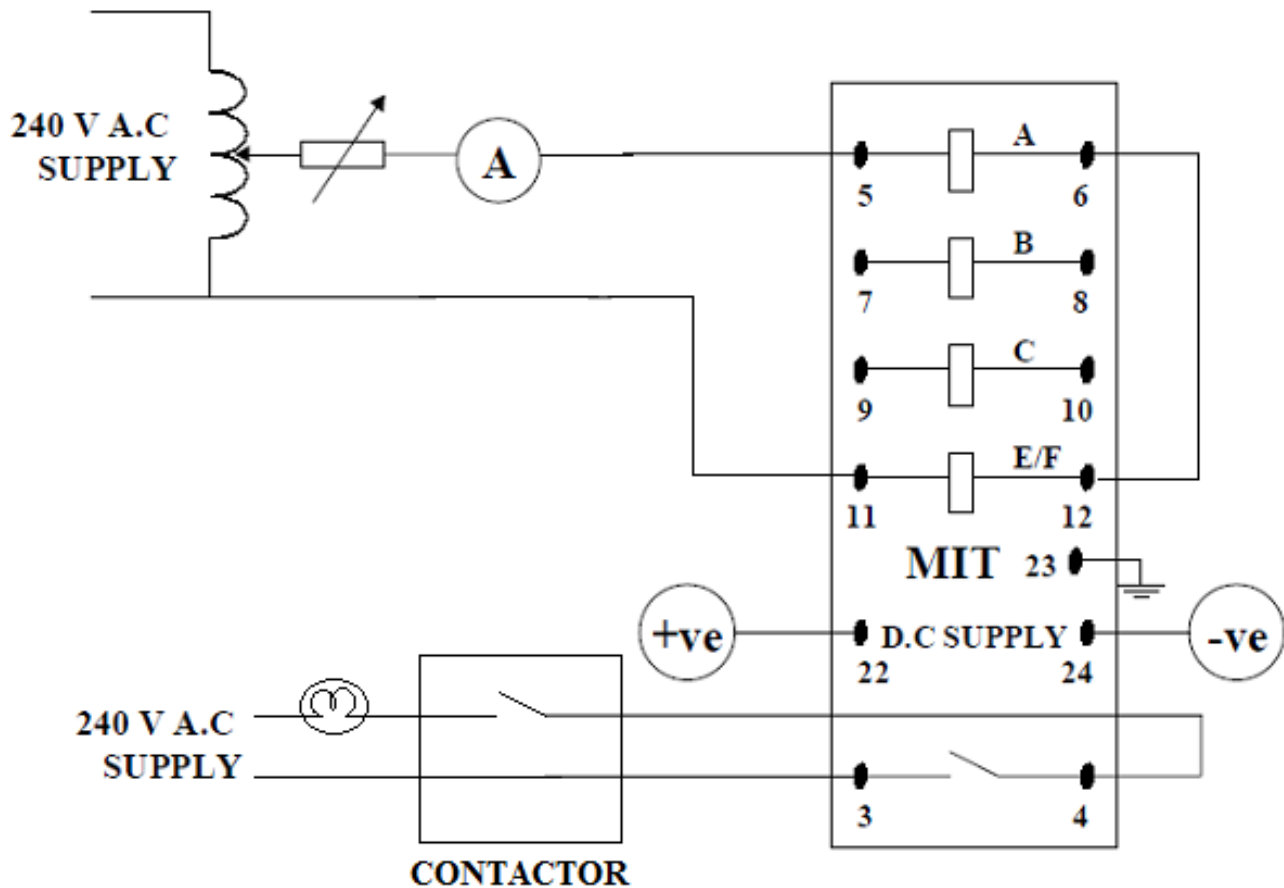 240 V A.C
SUPPLY
A
A
5
6
B
7
8
C
9
10
E/F
11
12
MIT
23
+ve
D.C SUPPLY
-ve
22
24
240 V A.C
SUPPLY
3
4
CONTACTOR